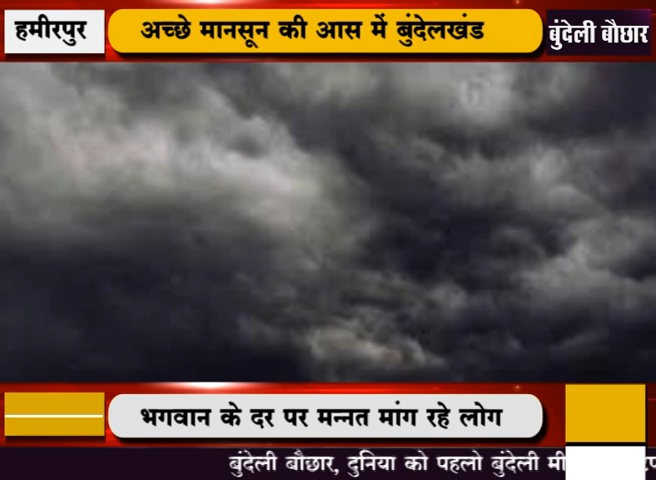 हमीरपुर
अच्छे मानसून की आस में बुंदेलखंड
बुंदेली बौछार
भगवान के दर पर मन्नत मांग रहे लोग
बुंदेली बौछार, दुनिया को पहलो बुंदेली मी